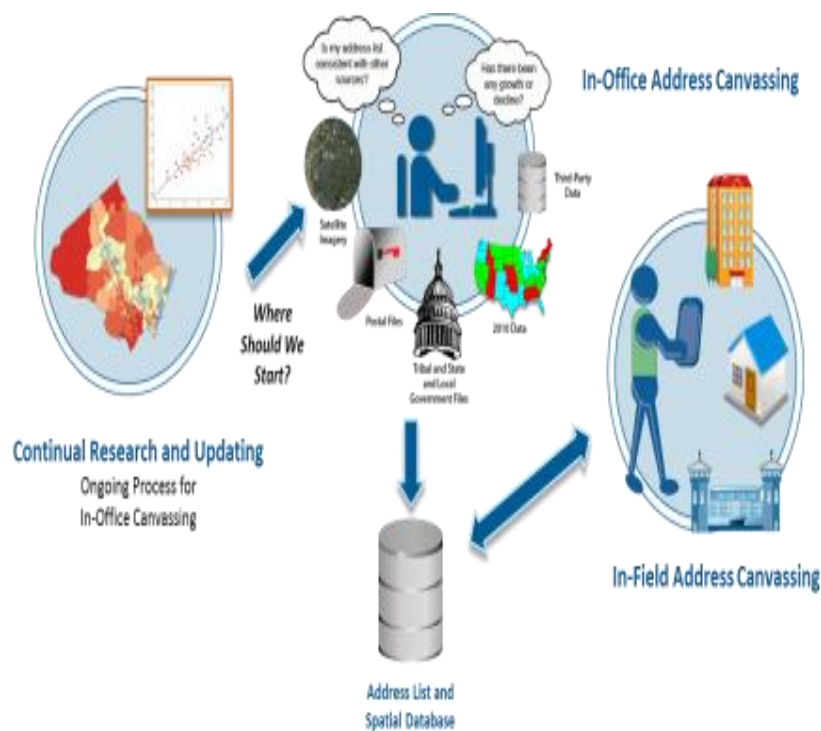 Is my address list
consistent with other
sources?
Has there been
any growth or
decline?
In-Office Address Canvassing
Third-Party
Data
Satellite
Imagery
Postal Files
2010 Data
Tribal and State
and Local
Government Files
Where
Should We
Start?
Continual Research and Updating
Ongoing Process for
In-Office Canvassing
In-Field Address Canvassing
Address List and
Spatial Database